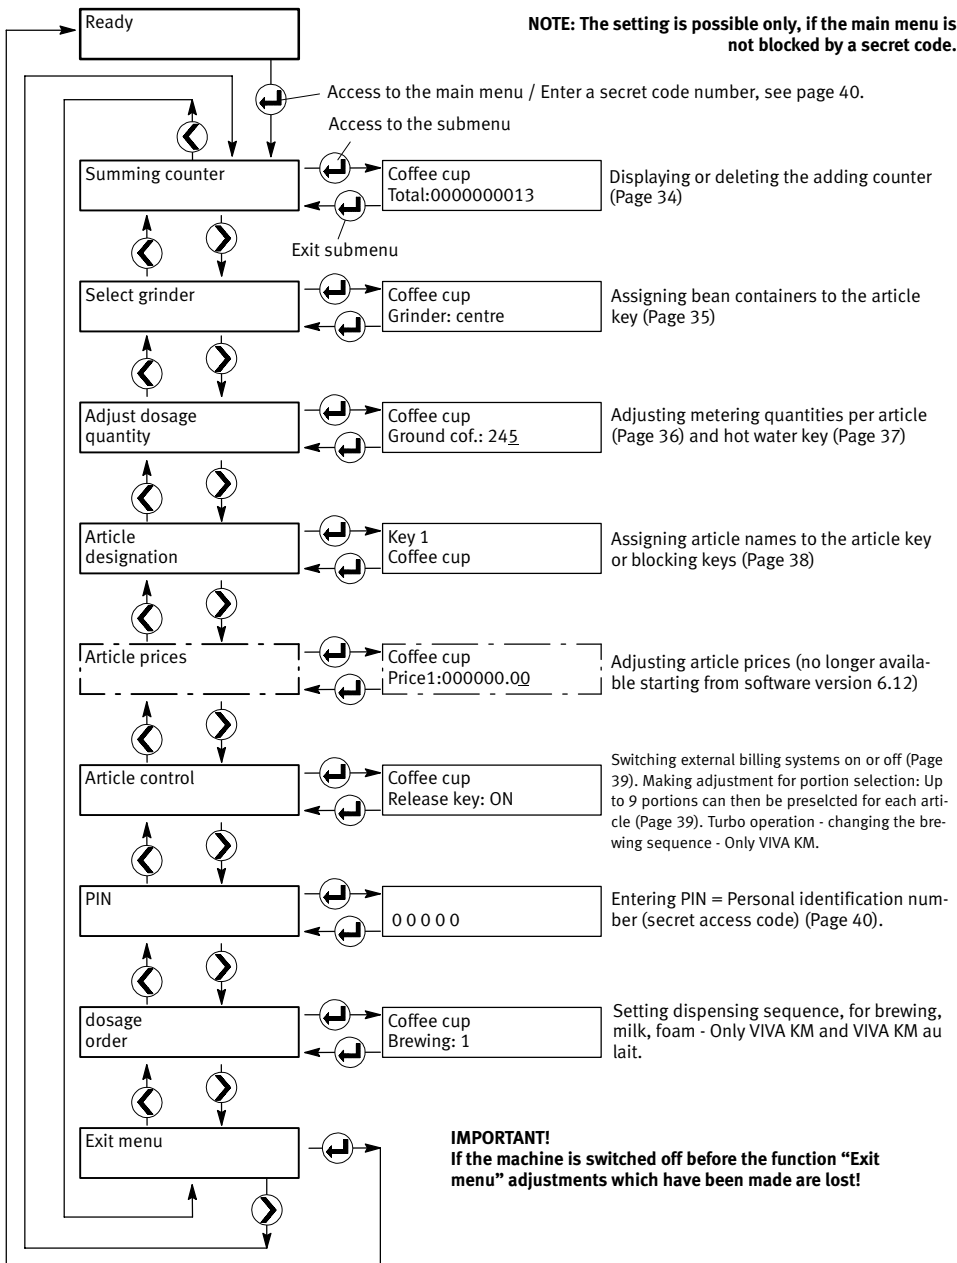 Ready
NOTE: The setting is possible only, if the main menu is
not blocked by a secret code.
Access to the main menu / Enter a secret code number, see page 40.
Access to the submenu
Summing counter
Coffee cup
Total:0000000013
Displaying or deleting the adding counter
(Page 34)
Exit submenu
Select grinder
Coffee cup
Grinder: centre
Assigning bean containers to the article
key (Page 35)
Adjust dosage
quantity
Coffee cup
Ground cof.: 245
Adjusting metering quantities per article
(Page 36) and hot water key (Page 37)
Article
designation
Key 1
Coffee cup
Assigning article names to the article key
or blocking keys (Page 38)
Article prices
Coffee cup
Price1:000000.00
Adjusting article prices (no longer availa-
ble starting from software version 6.12)
Article control
Coffee cup
Release key: ON
Switching external billing systems on or off (Page
39). Making adjustment for portion selection: Up
to 9 portions can then be preselcted for each arti-
cle (Page 39). Turbo operation - changing the bre-
wing sequence - Only VIVA KM.
PIN
0 0 0 0 0
Entering PIN = Personal identification num-
ber (secret access code) (Page 40).
dosage
order
Coffee cup
Brewing: 1
Setting dispensing sequence, for brewing,
milk, foam - Only VIVA KM and VIVA KM au
lait.
Exit menu
IMPORTANT!
If the machine is switched off before the function “Exit
menu” adjustments which have been made are lost!